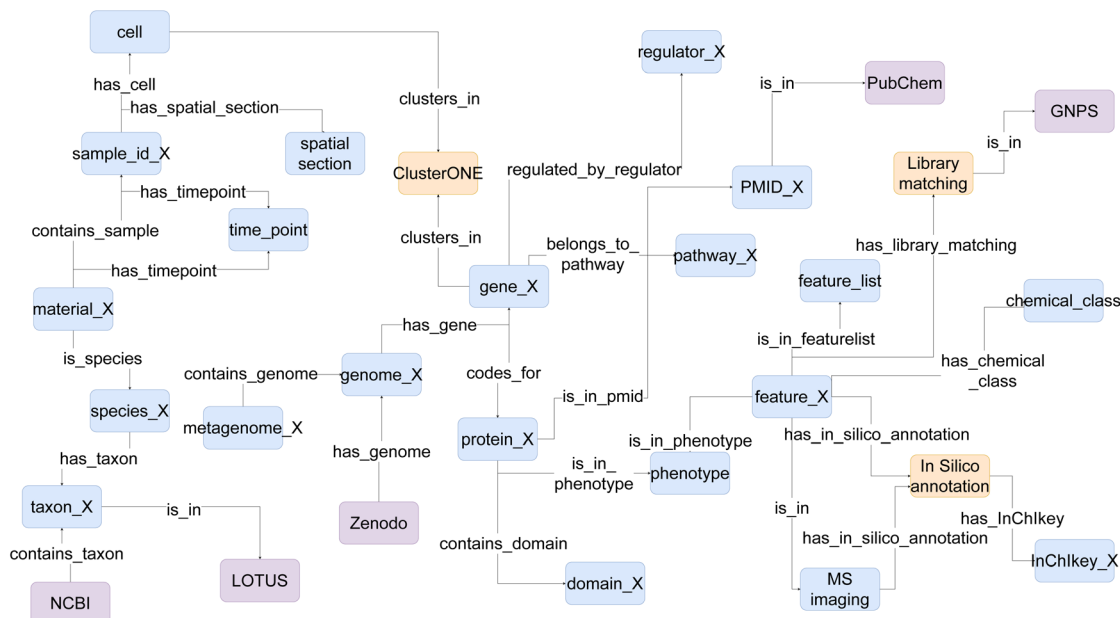 cell
regulator_X
is_in
PubChem
has_cell
clusters_in
GNPS
has_spatial_section
is_in
sample_id_X
spatial
section
ClusterONE
regulated_by_regulator
PMID_X
Library
matching
has_timepoint
contains_sample
time_point
clusters_in
belongs_to_
pathway
has_library_matching
has_timepoint
pathway_X
feature_list
material_X
gene_X
chemical_class
has_gene
is_in_featurelist
is_species
has_chemical
_class
contains_genome
genome_X
codes_for
is_in_pmid
feature_X
species_X
metagenome_X
protein_X
is_in_phenotype
has_in_silico_annotation
has_taxon
has_genome
is_in_
phenotype
phenotype
In Silico
annotation
taxon_X
is_in
Zenodo
is_in
has_InChIkey
contains_taxon
contains_domain
has_in_silico_annotation
InChIkey_X
NCBI
LOTUS
domain_X
MS
imaging